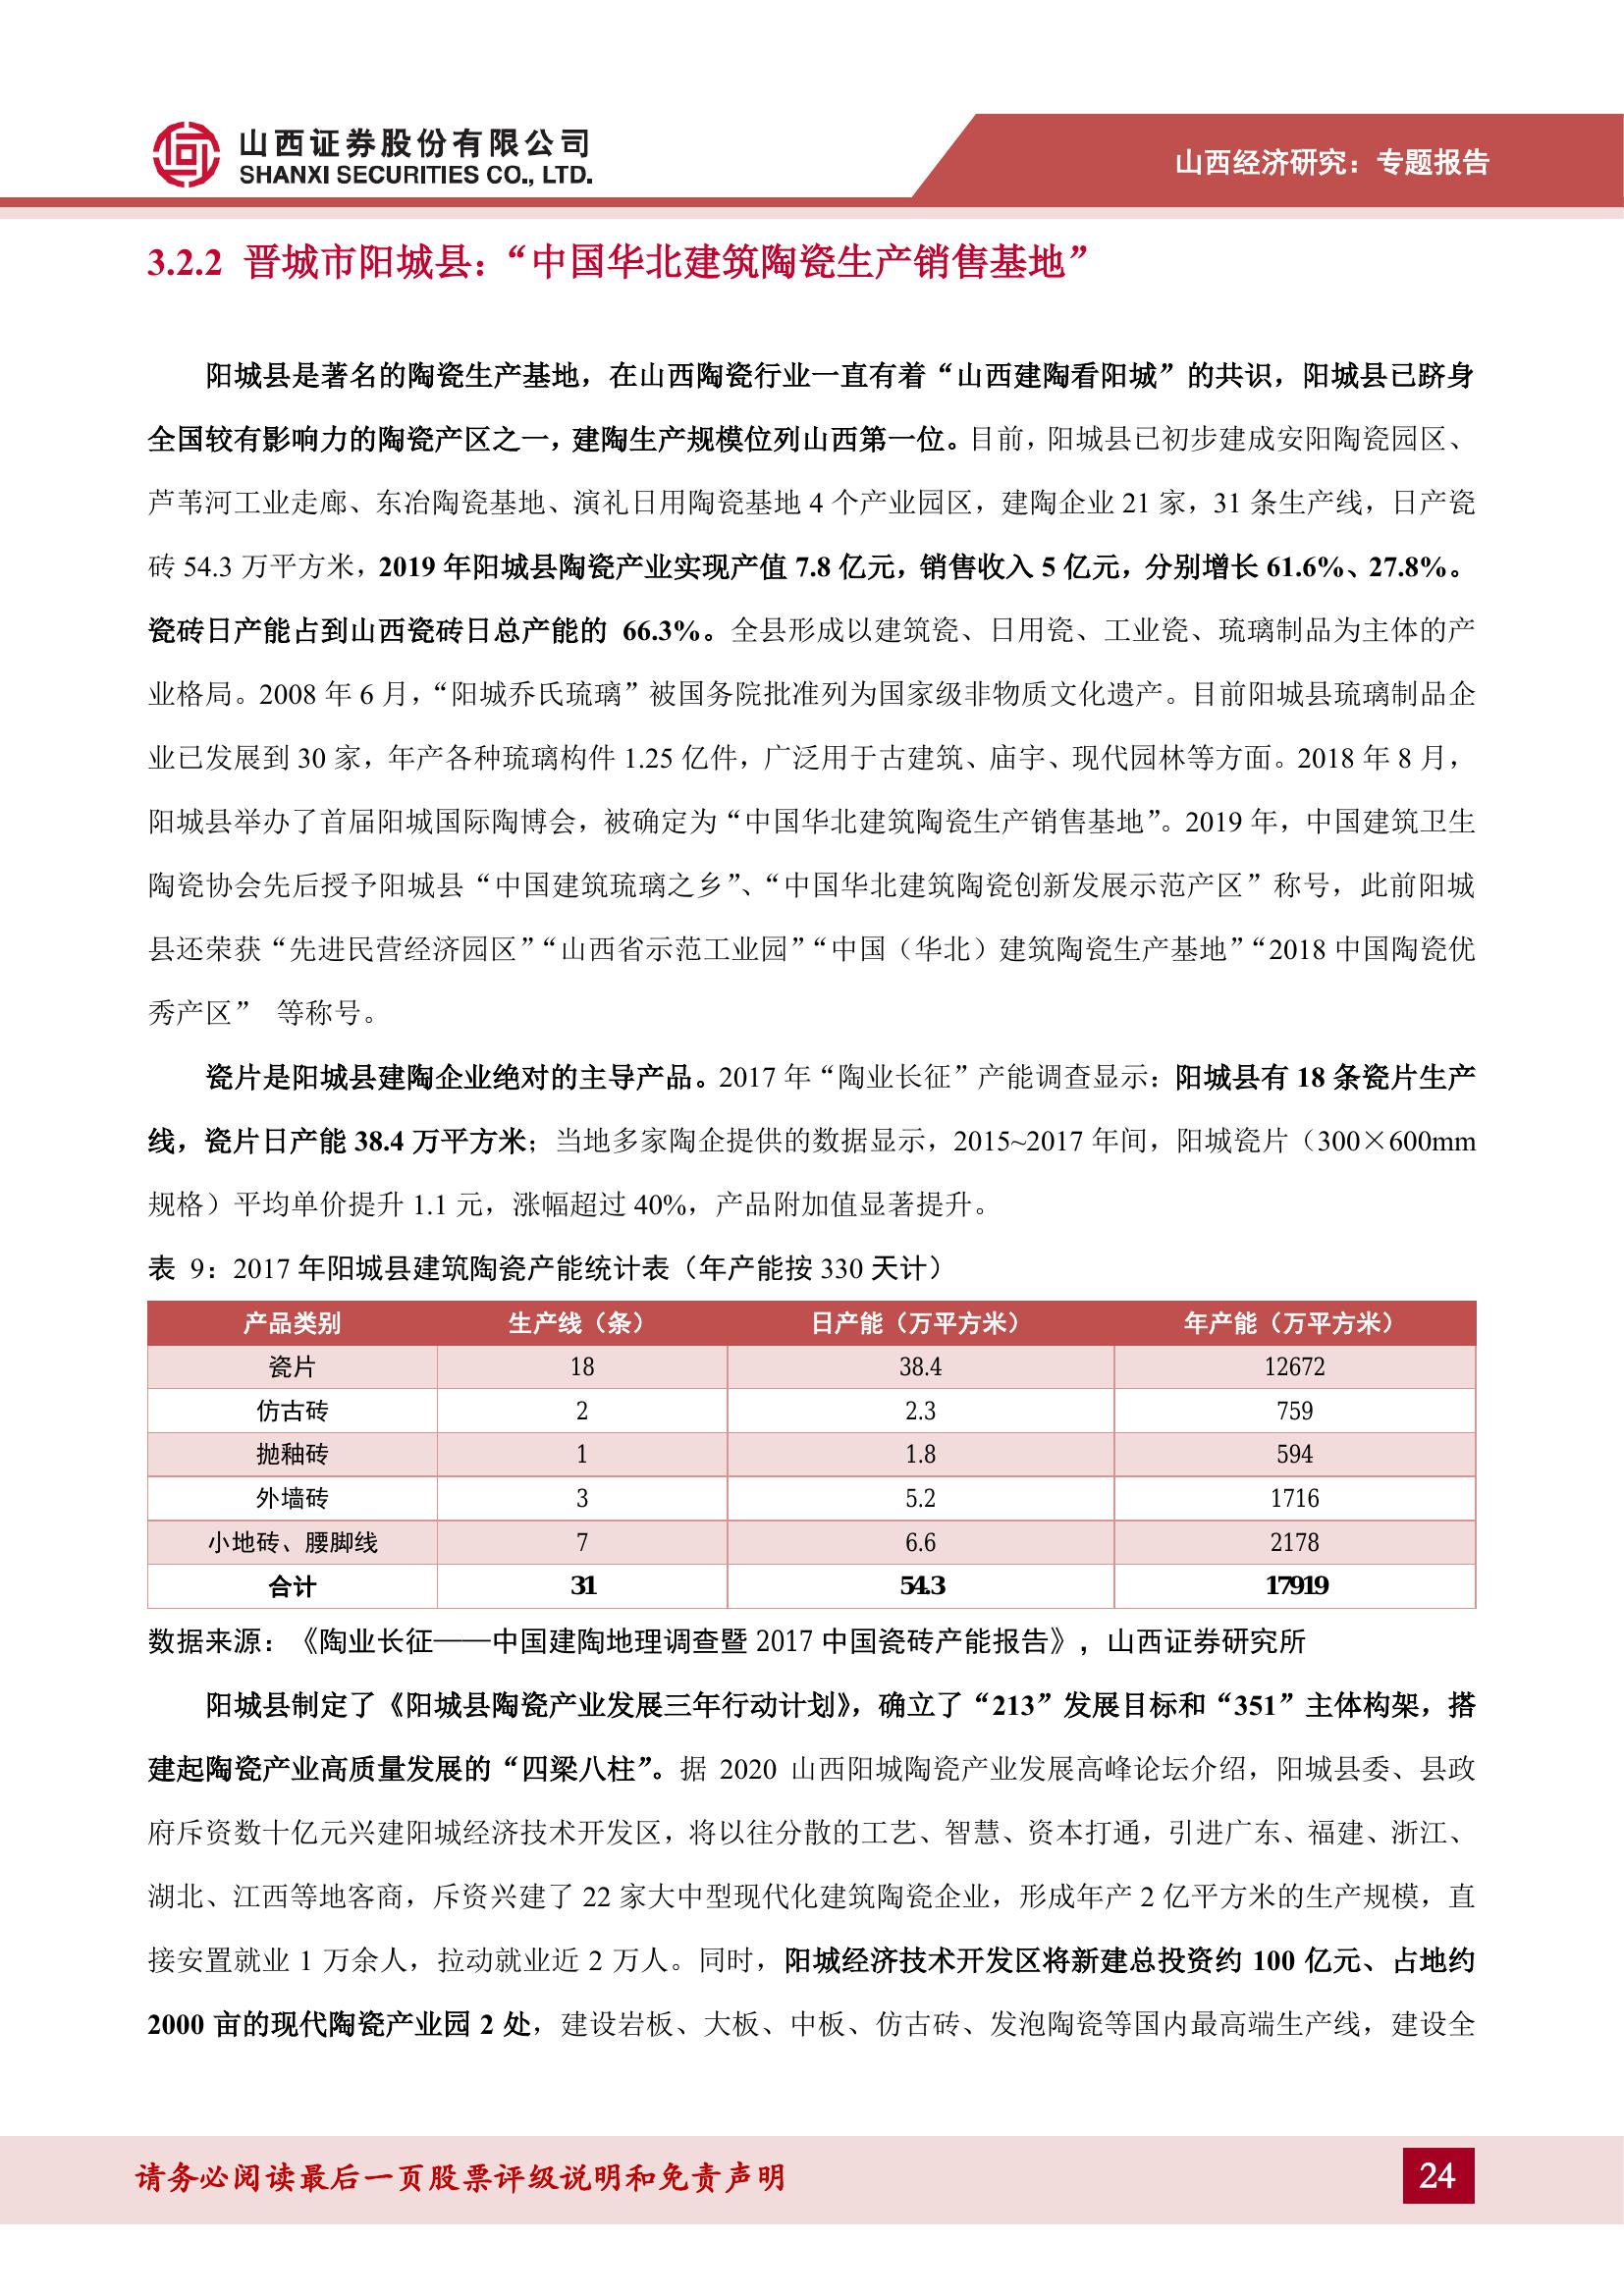 山西证券股份有限公司
SHANXI SECURITIES CO., LTD.
山西经济研究：专题报告
3.2.2 晋城市阳城县：“中国华北建筑陶瓷生产销售基地”
阳城县是著名的陶瓷生产基地，在山西陶瓷行业一直有着“山西建陶看阳城”的共识，阳城县已跻身
全国较有影响力的陶瓷产区之一，建陶生产规模位列山西第一位。目前，阳城县已初步建成安阳陶瓷园区、
芦苇河工业走廊、东冶陶瓷基地、演礼日用陶瓷基地 4 个产业园区，建陶企业 21 家，31 条生产线，日产瓷
砖 54.3 万平方米，2019 年阳城县陶瓷产业实现产值 7.8 亿元，销售收入 5 亿元，分别增长 61.6%、27.8%。
瓷砖日产能占到山西瓷砖日总产能的 66.3%。全县形成以建筑瓷、日用瓷、工业瓷、琉璃制品为主体的产
业格局。2008 年 6 月，“阳城乔氏琉璃”被国务院批准列为国家级非物质文化遗产。目前阳城县琉璃制品企
业已发展到 30 家，年产各种琉璃构件 1.25 亿件，广泛用于古建筑、庙宇、现代园林等方面。2018 年 8 月，
阳城县举办了首届阳城国际陶博会，被确定为“中国华北建筑陶瓷生产销售基地”。2019 年，中国建筑卫生
陶瓷协会先后授予阳城县“中国建筑琉璃之乡”、“中国华北建筑陶瓷创新发展示范产区”称号，此前阳城
县还荣获“先进民营经济园区”“山西省示范工业园”“中国（华北）建筑陶瓷生产基地”“2018 中国陶瓷优
秀产区” 等称号。
瓷片是阳城县建陶企业绝对的主导产品。2017 年“陶业长征”产能调查显示：阳城县有 18 条瓷片生产
线，瓷片日产能 38.4 万平方米；当地多家陶企提供的数据显示，2015~2017 年间，阳城瓷片（300×600mm
规格）平均单价提升 1.1 元，涨幅超过 40%，产品附加值显著提升。
表 9：2017 年阳城县建筑陶瓷产能统计表（年产能按 330 天计）
产品类别 生产线（条） 日产能（万平方米） 年产能（万平方米）
瓷片 18 38.4 12672
仿古砖 2 2.3 759
抛釉砖 1 1.8 594
外墙砖 3 5.2 1716
小地砖、腰脚线 7 6.6 2178
合计 31 54.3 17919
数据来源：《陶业长征——中国建陶地理调查暨 2017 中国瓷砖产能报告》，山西证券研究所
阳城县制定了《阳城县陶瓷产业发展三年行动计划》，确立了“213”发展目标和“351”主体构架，搭
建起陶瓷产业高质量发展的“四梁八柱”。据 2020 山西阳城陶瓷产业发展高峰论坛介绍，阳城县委、县政
府斥资数十亿元兴建阳城经济技术开发区，将以往分散的工艺、智慧、资本打通，引进广东、福建、浙江、
湖北、江西等地客商，斥资兴建了 22 家大中型现代化建筑陶瓷企业，形成年产 2 亿平方米的生产规模，直
接安置就业 1 万余人，拉动就业近 2 万人。同时，阳城经济技术开发区将新建总投资约 100 亿元、占地约
2000 亩的现代陶瓷产业园 2 处，建设岩板、大板、中板、仿古砖、发泡陶瓷等国内最高端生产线，建设全
请务必阅读最后一页股票评级说明和免责声明
24